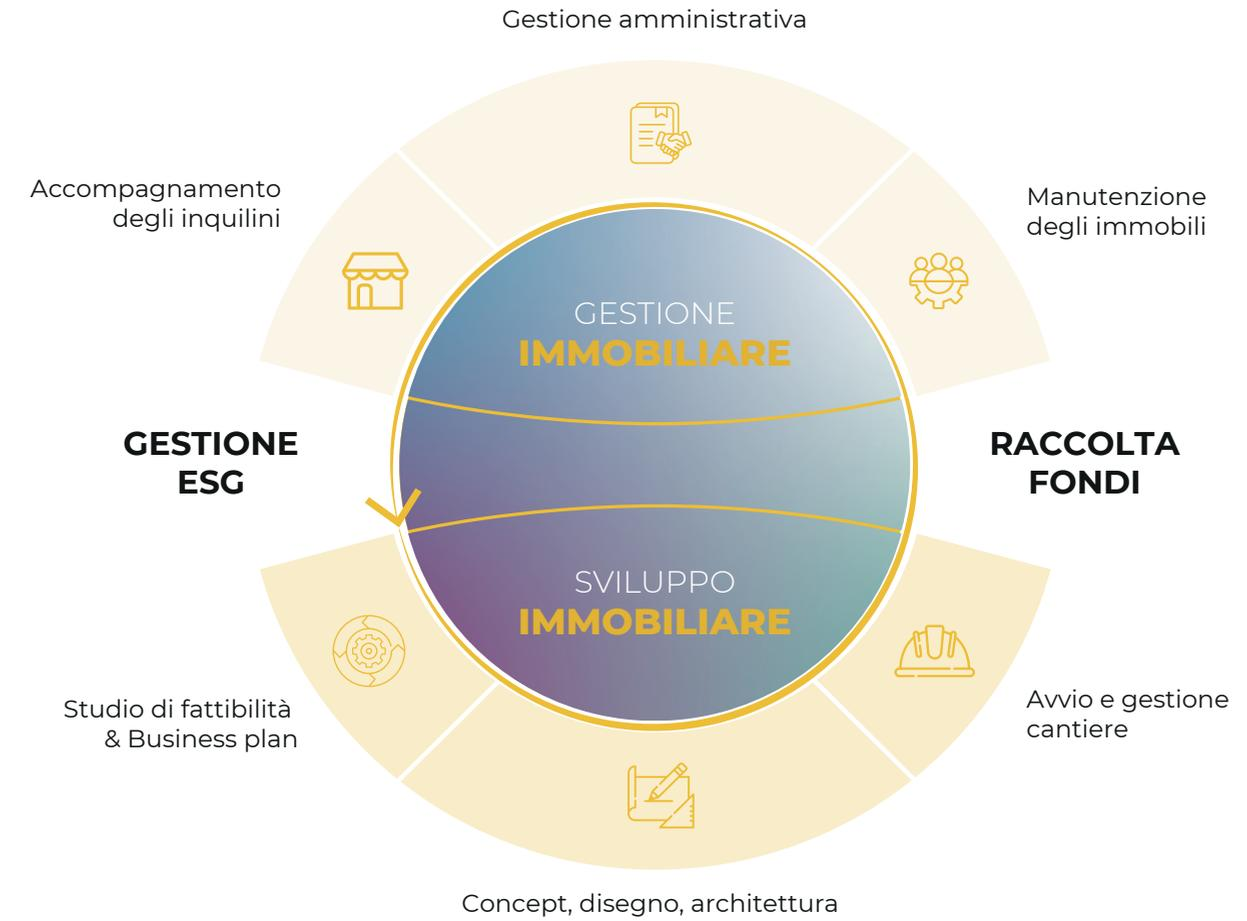 Gestione amministrativa
Accompagnamento
degli inquilini
Manutenzione
degli immobili
GESTIONE
IMMOBILIARE
GESTIONE
ESG
RACCOLTA
FONDI
SVILUPPO
IMMOBILIARE
Studio di fattibilità
& Business plan
Avvio e gestione
cantiere
Concept, disegno, architettura